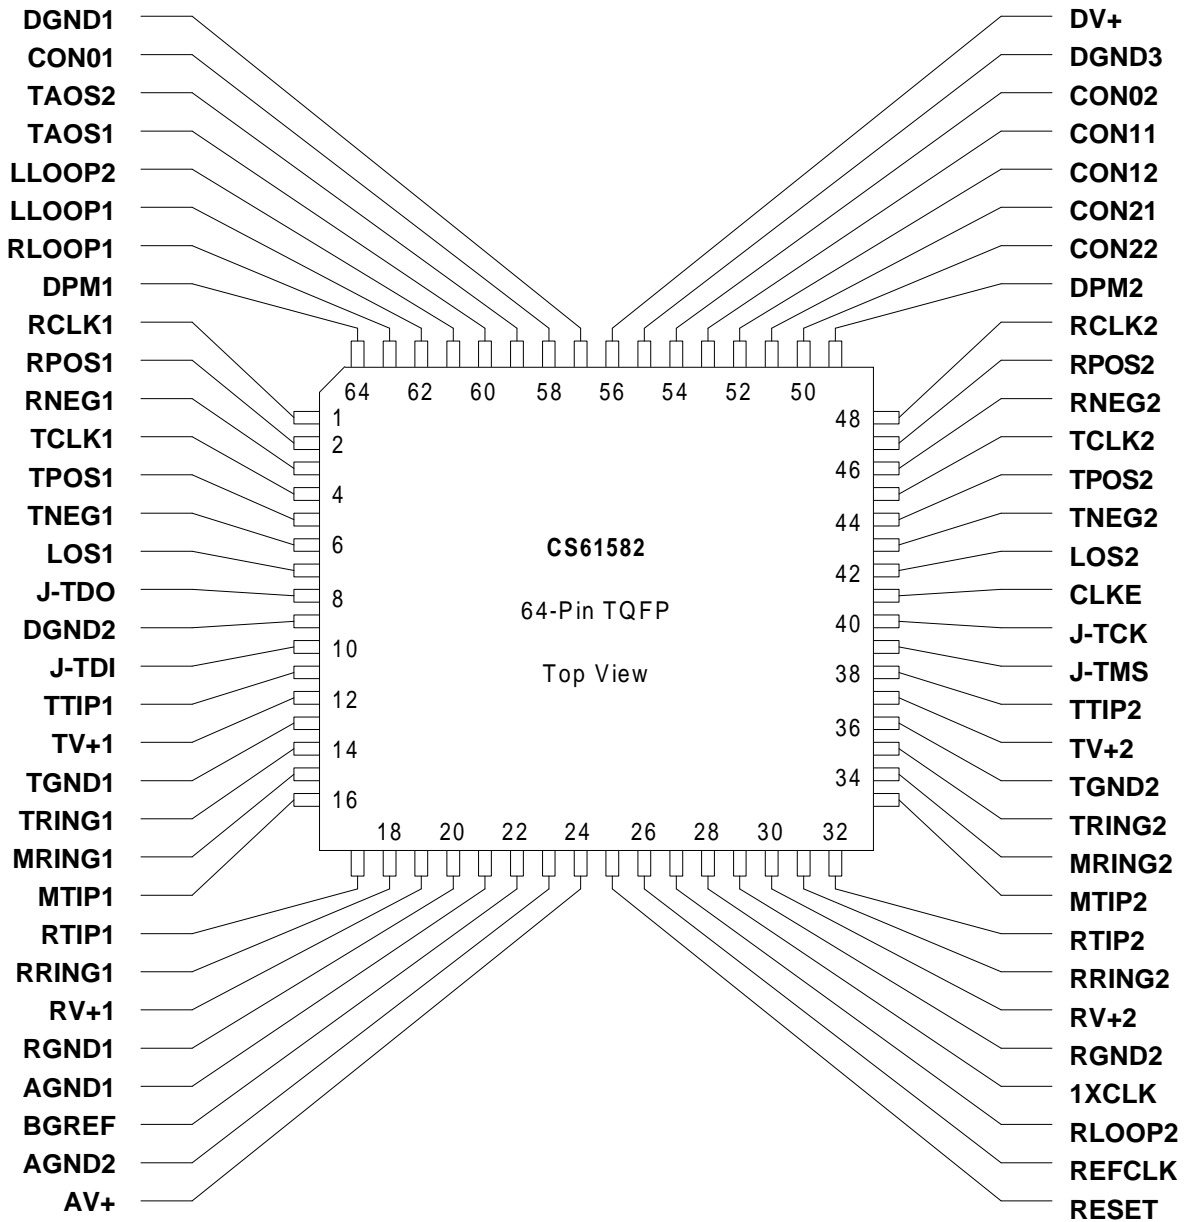 DGND1
CON01
TAOS2
TAOS1
LLOOP2
LLOOP1
RLOOP1
DPM1
RCLK1
RPOS1
RNEG1
TCLK1
TPOS1
TNEG1
LOS1
J-TDO
DGND2
J-TDI
TTIP1
TV+1
TGND1
TRING1
MRING1
MTIP1
RTIP1
RRING1
RV+1
RGND1
AGND1
BGREF
AGND2
AV+
64 62 60 58 56 54 52 50
1
2
4
6
8
10
12
14
16
CS61582
64-Pin TQFP
Top View
48
46
44
42
40
38
36
34
18 20 22 24 26 28 30 32
DV+
DGND3
CON02
CON11
CON12
CON21
CON22
DPM2
RCLK2
RPOS2
RNEG2
TCLK2
TPOS2
TNEG2
LOS2
CLKE
J-TCK
J-TMS
TTIP2
TV+2
TGND2
TRING2
MRING2
MTIP2
RTIP2
RRING2
RV+2
RGND2
1XCLK
RLOOP2
REFCLK
RESET